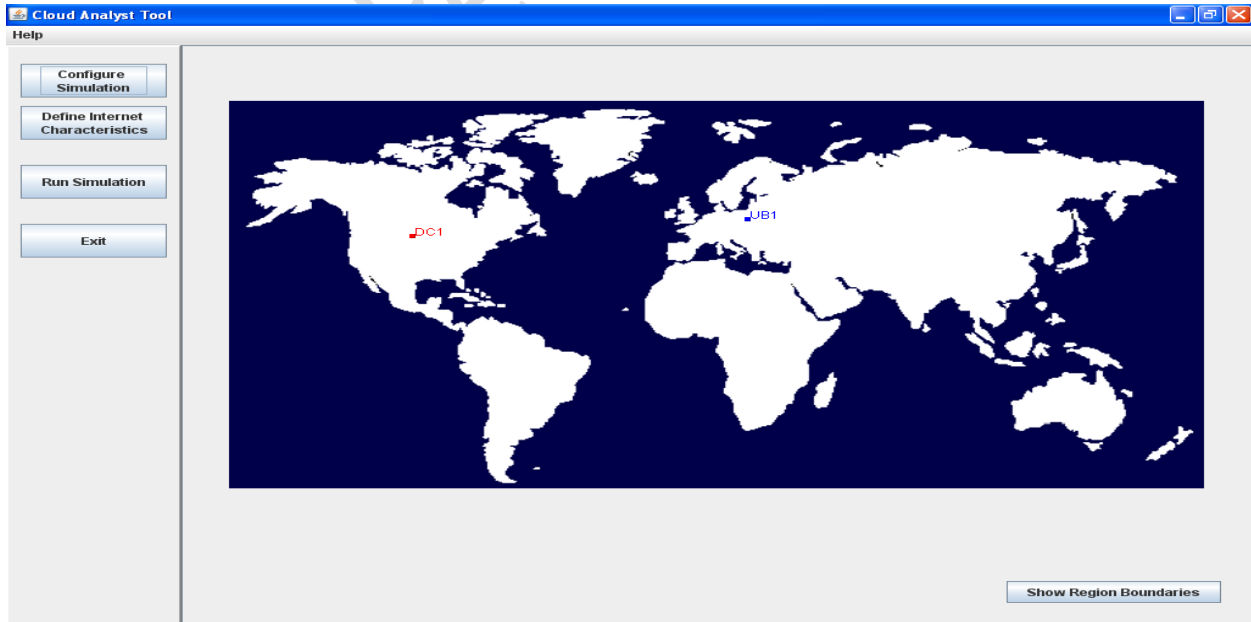 Cloud Analyst Tool
Help
Configure
Simulation
Define Internet
Characteristics
Run Simulation
Exit
DC1
UB1
Show Region Boundaries